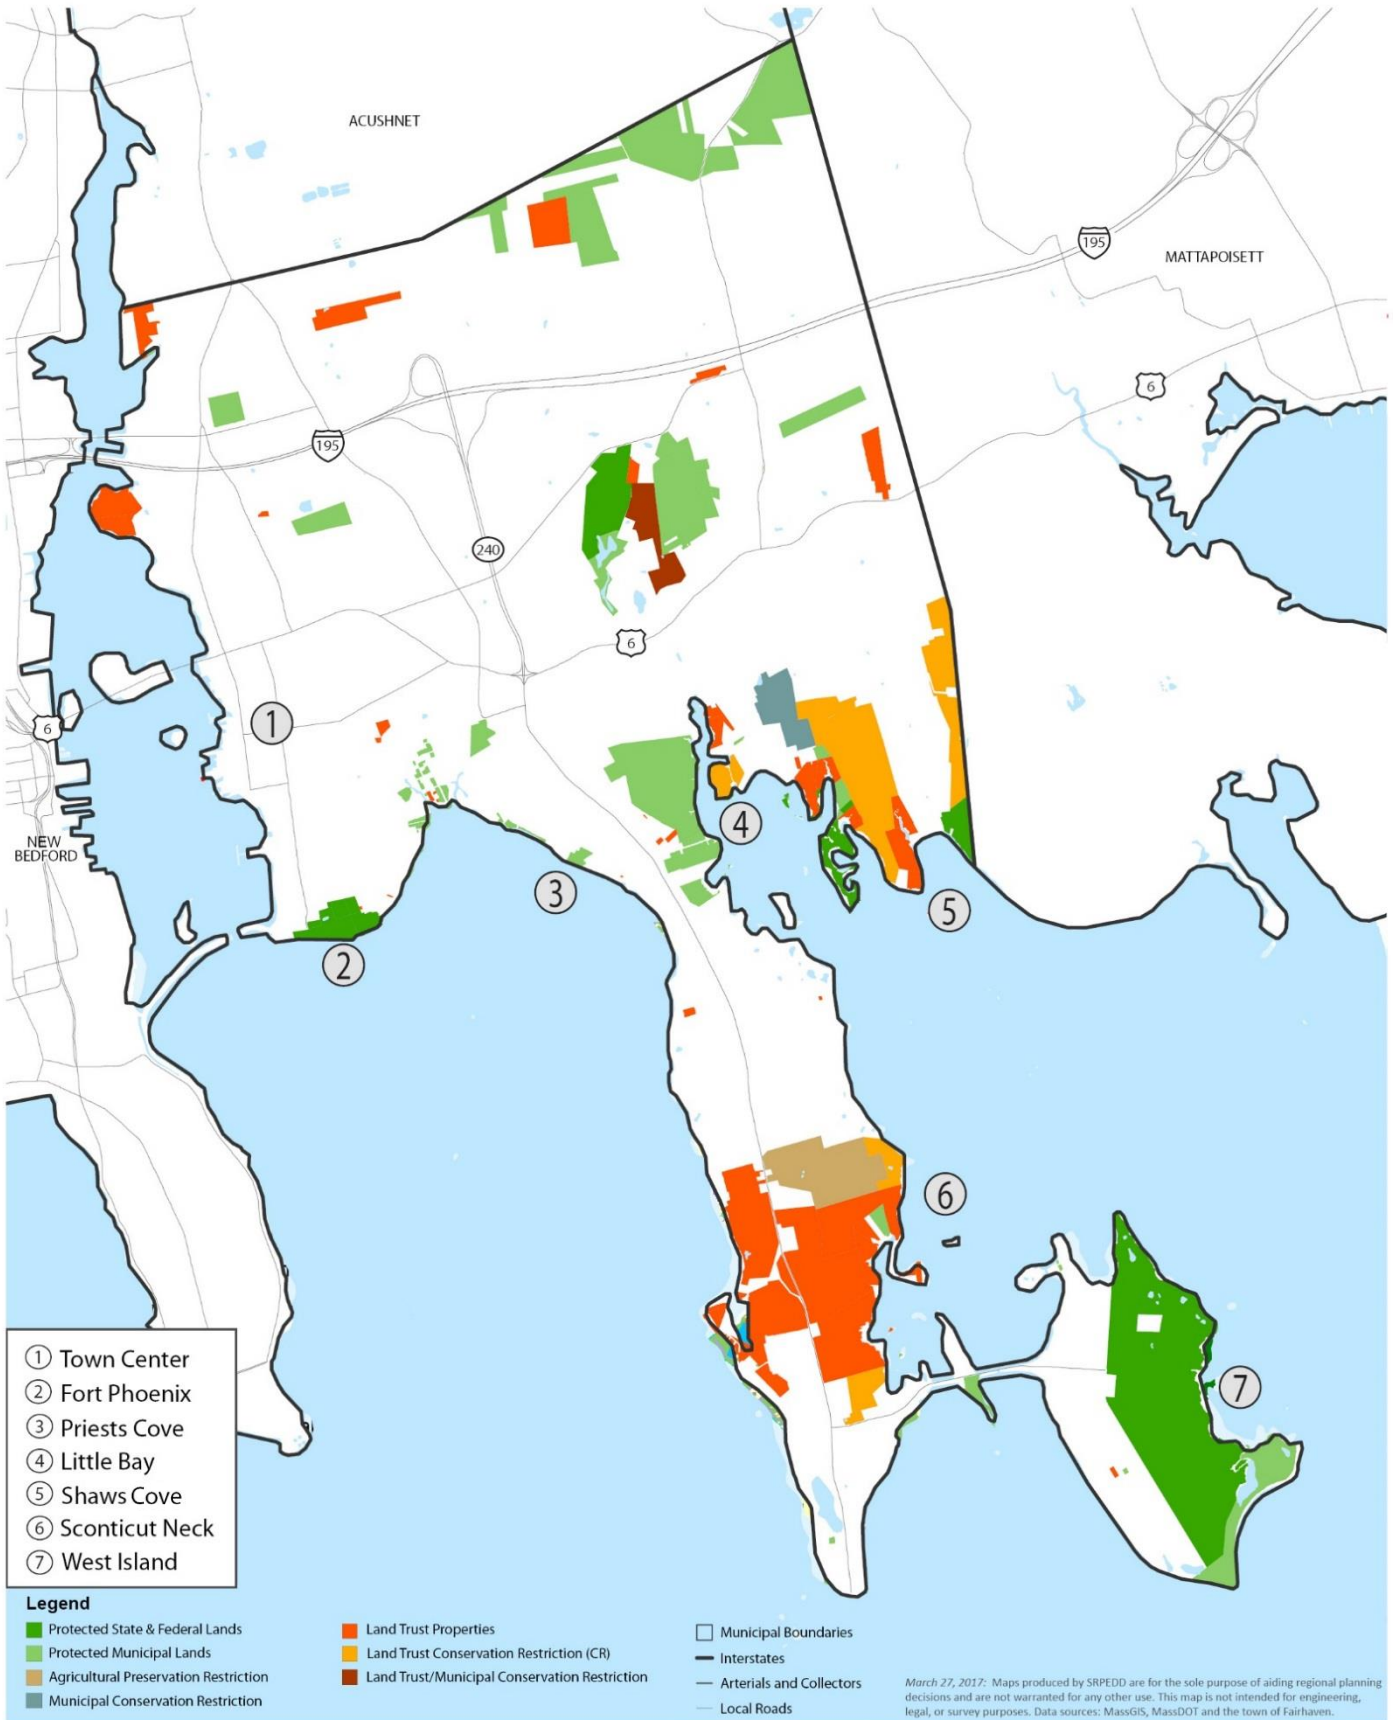 ACUSHNET
195
MATTAPOISETT
6
195
240
6
1
6
4
NEW
BEDFORD
3
5
2
6
7
1 Town Center
2 Fort Phoenix
3 Priests Cove
4 Little Bay
5 Shaws Cove
6 Sconticut Neck
7 West Island
Legend
Protected State & Federal Lands
Protected Municipal Lands
Agricultural Preservation Restriction
Municipal Conservation Restriction
Land Trust Properties
Land Trust Conservation Restriction (CR)
Land Trust/Municipal Conservation Restriction
Municipal Boundaries
Interstates
Arterials and Collectors
Local Roads
March 27, 2017: Maps produced by SRPEDD are for the sole purpose of aiding regional planning
decisions and are not warranted for any other use. This map is not intended for engineering,
legal, or survey purposes. Data sources: MassGIS, MassDOT and the town of Fairhaven.